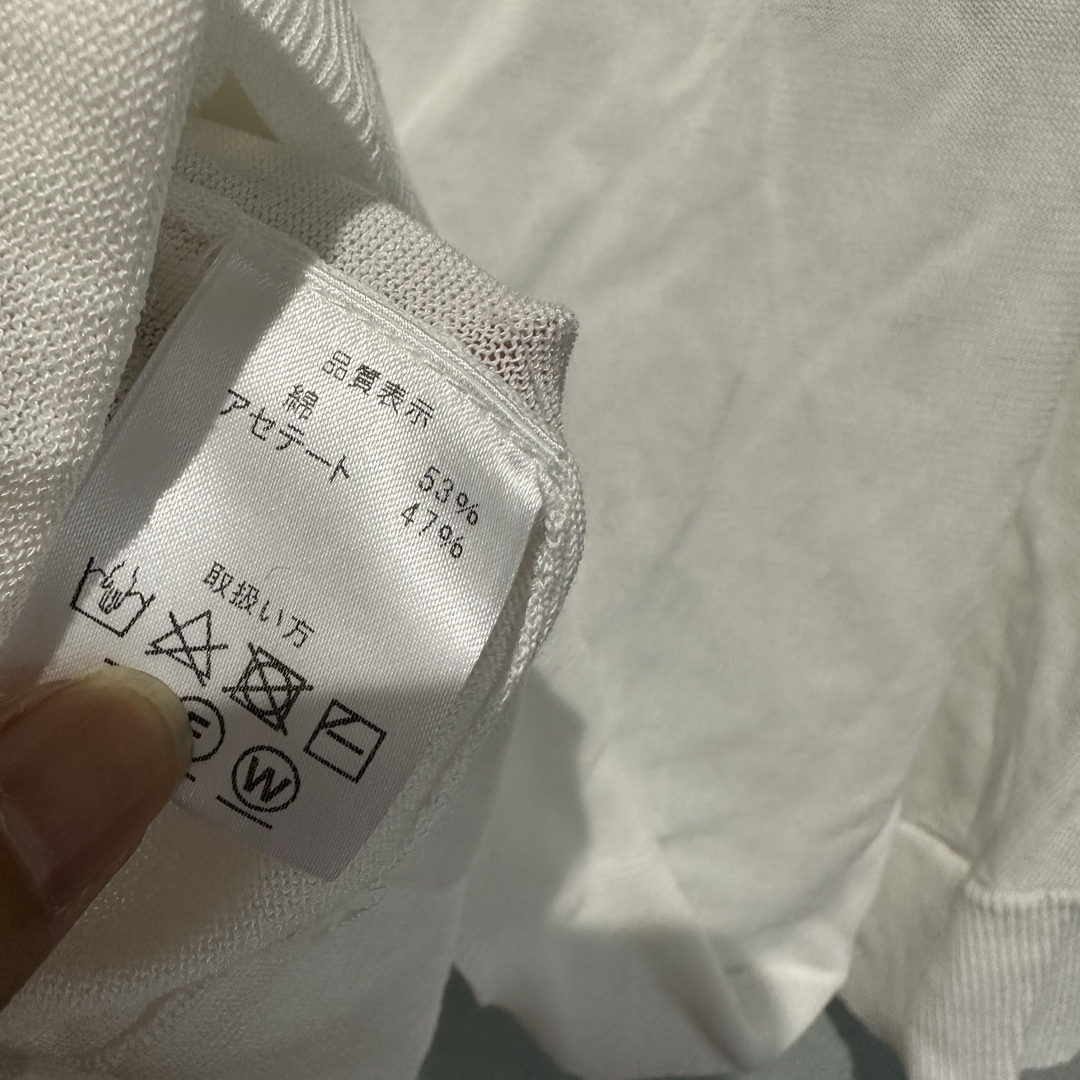 品質表示
綿 53%
アセテート 47%
取扱い方
F
W